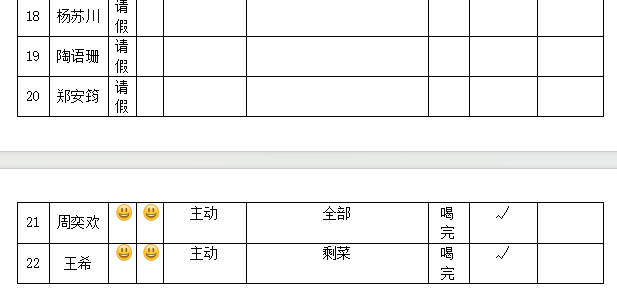 18 杨苏川 请假
19 陶语珊 请假
20 郑安筠 请假
21 周奕欢 😃 😃 主动 全部 喝完 ✓
22 王希 😃 😃 主动 剩菜 喝完 ✓